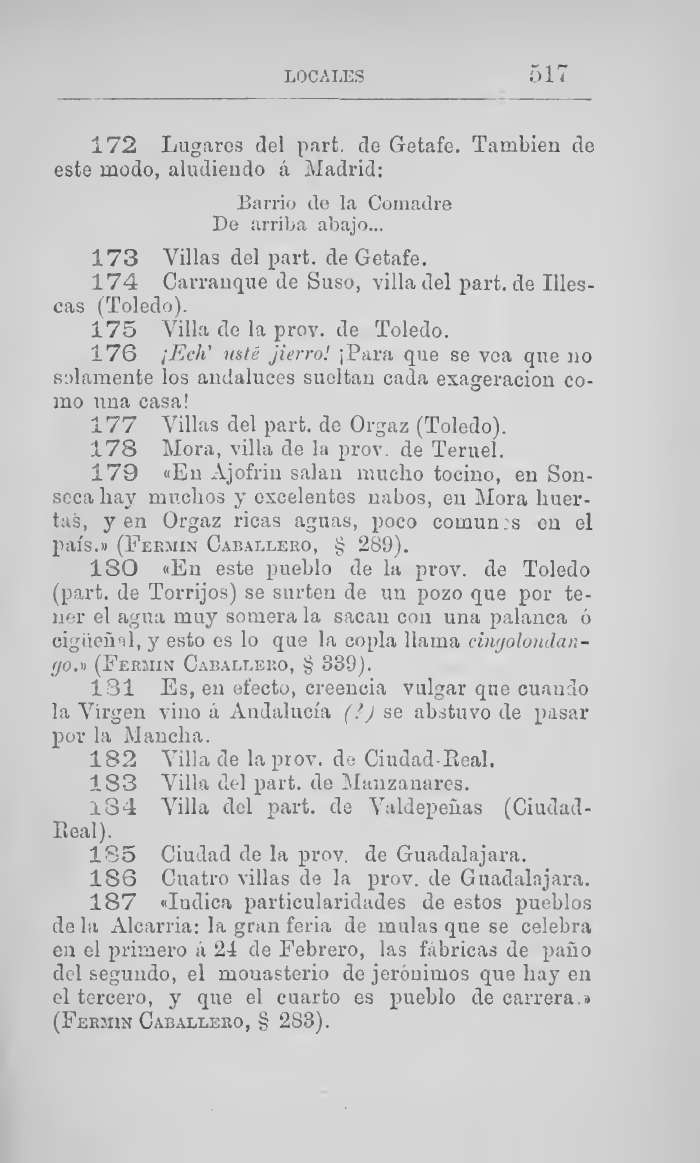 LOCALES 517
172 Lugares del part. de Getafe. Tambien de
este modo, aludiendo á Madrid:
Barrio de la Comadre
De arriba abajo...
173 Villas del part. de Getafe.
174 Carranque de Suso, villa del part. de Illes-
cas (Toledo).
175 Villa de la prov. de Toledo.
176 ¡Ech' usté jierro! ¡Para que se vea que no
solamente los andaluces sueltan cada exageracion co-
mo una casa!
177 Villas del part. de Orgaz (Toledo).
178 Mora, villa de la prov. de Teruel.
179 «En Ajofrin salan mucho tocino, en Son-
seca hay muchos y excelentes nabos, en Mora huer-
tas, y en Orgaz ricas aguas, poco comunes en el
país.» (FERMIN CABALLERO, § 289).
180 «En este pueblo de la prov. de Toledo
(part. de Torrijos) se surten de un pozo que por te-
ner el agua muy somera la sacan con una palanca ó
cigüeñal, y esto es lo que la copla llama cingolondan-
go.» (FERMIN CABALLERO, § 339).
181 Es, en efecto, creencia vulgar que cuando
la Vírgen vino á Andalucía (?) se abstuvo de pasar
por la Mancha.
182 Villa de la prov. de Ciudad-Real.
183 Villa del part. de Manzanares.
184 Villa del part. de Valdepeñas (Ciudad-
Real).
185 Ciudad de la prov. de Guadalajara.
186 Cuatro villas de la prov. de Guadalajara.
187 «Indica particularidades de estos pueblos
de la Alcarria: la gran feria de mulas que se celebra
en el primero á 24 de Febrero, las fábricas de paño
del segundo, el monasterio de jerónimos que hay en
el tercero, y que el cuarto es pueblo de carrera.»
(FERMIN CABALLERO, § 283).